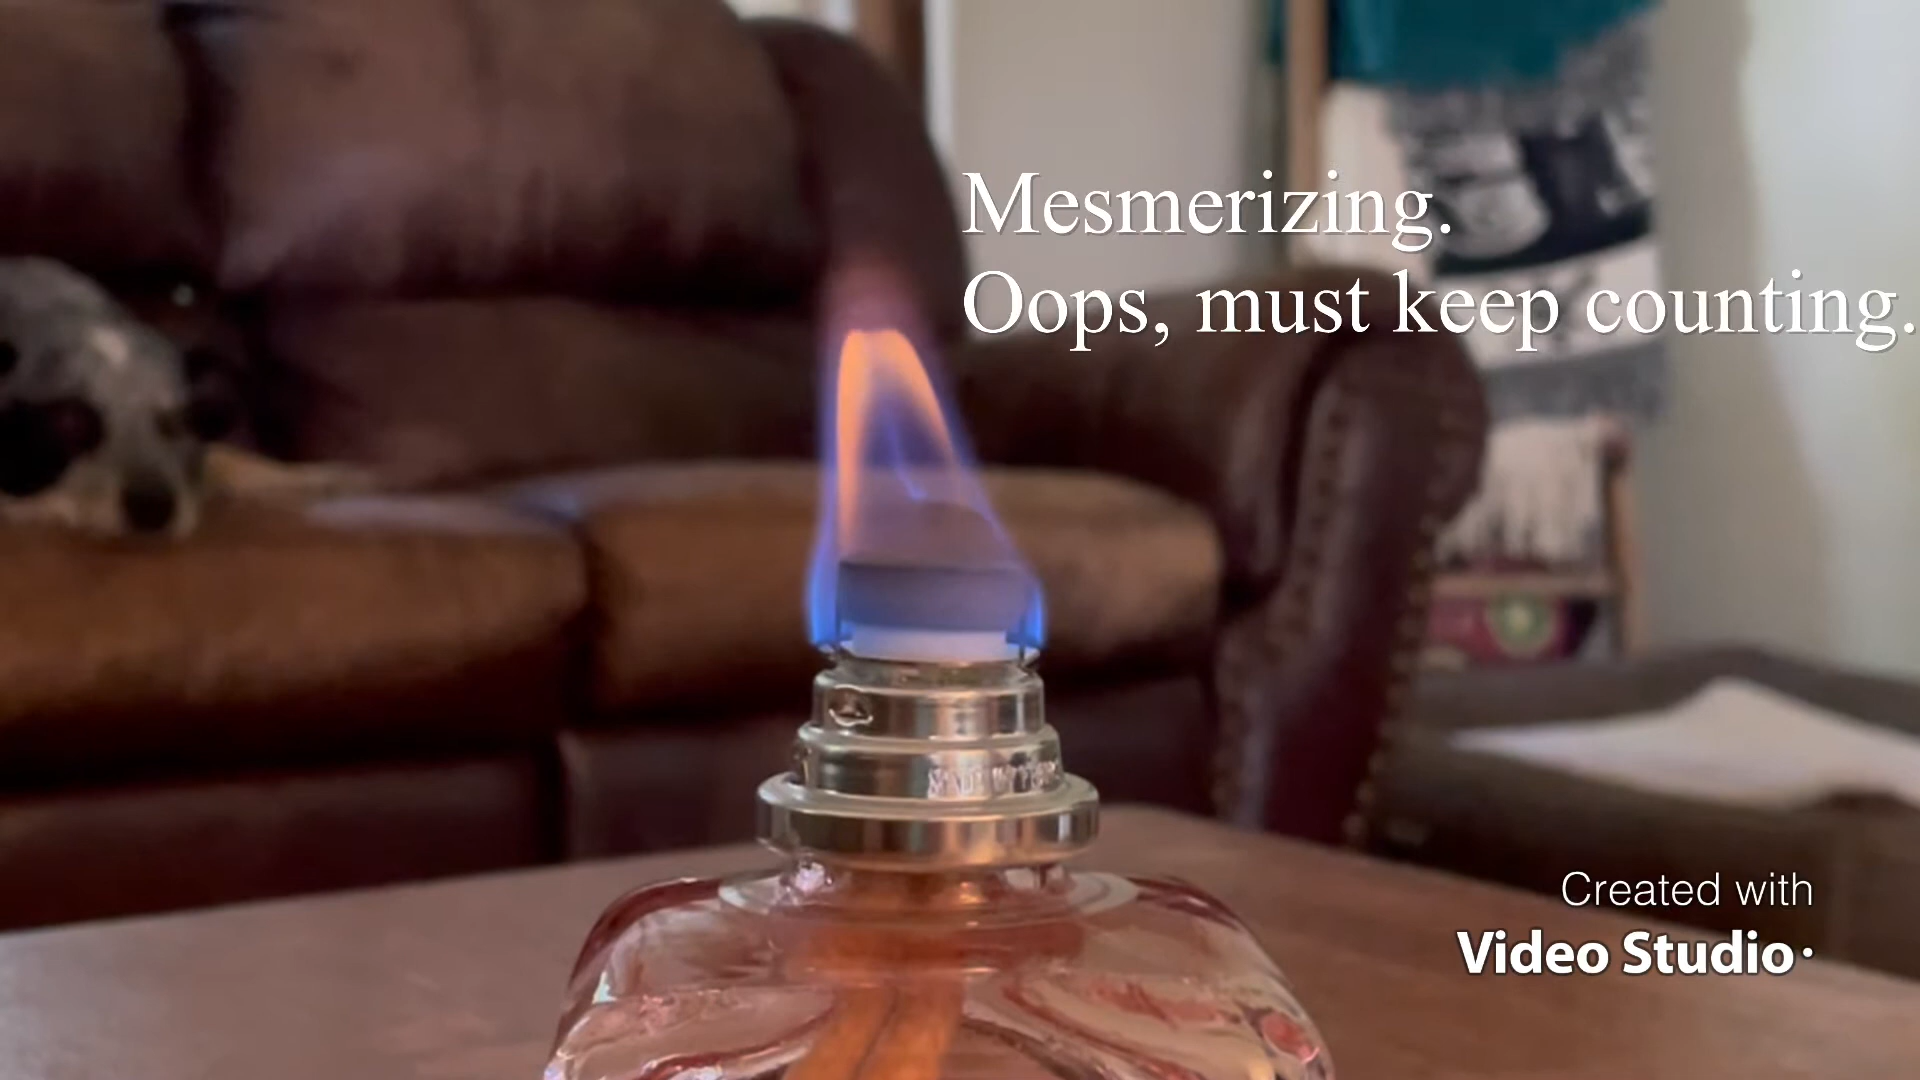 Mesmerizing.
Oops, must keep counting.
Created with
Video Studio